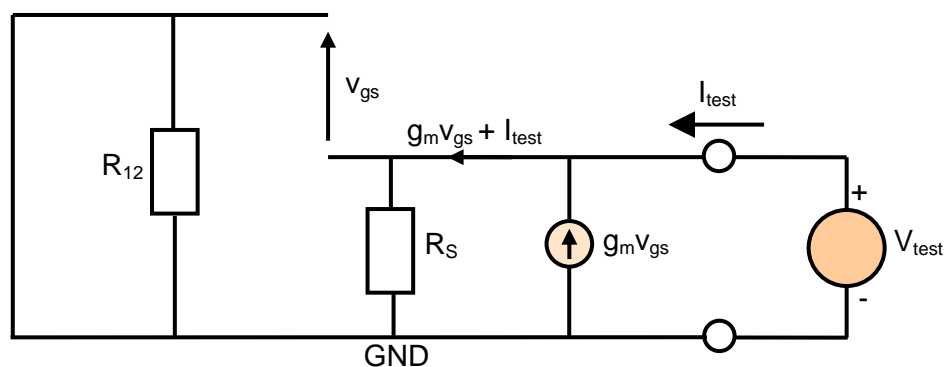 v_gs
I_test
g_mv_gs + I_test
R_12
+
R_S
g_mv_gs
V_test
-
GND